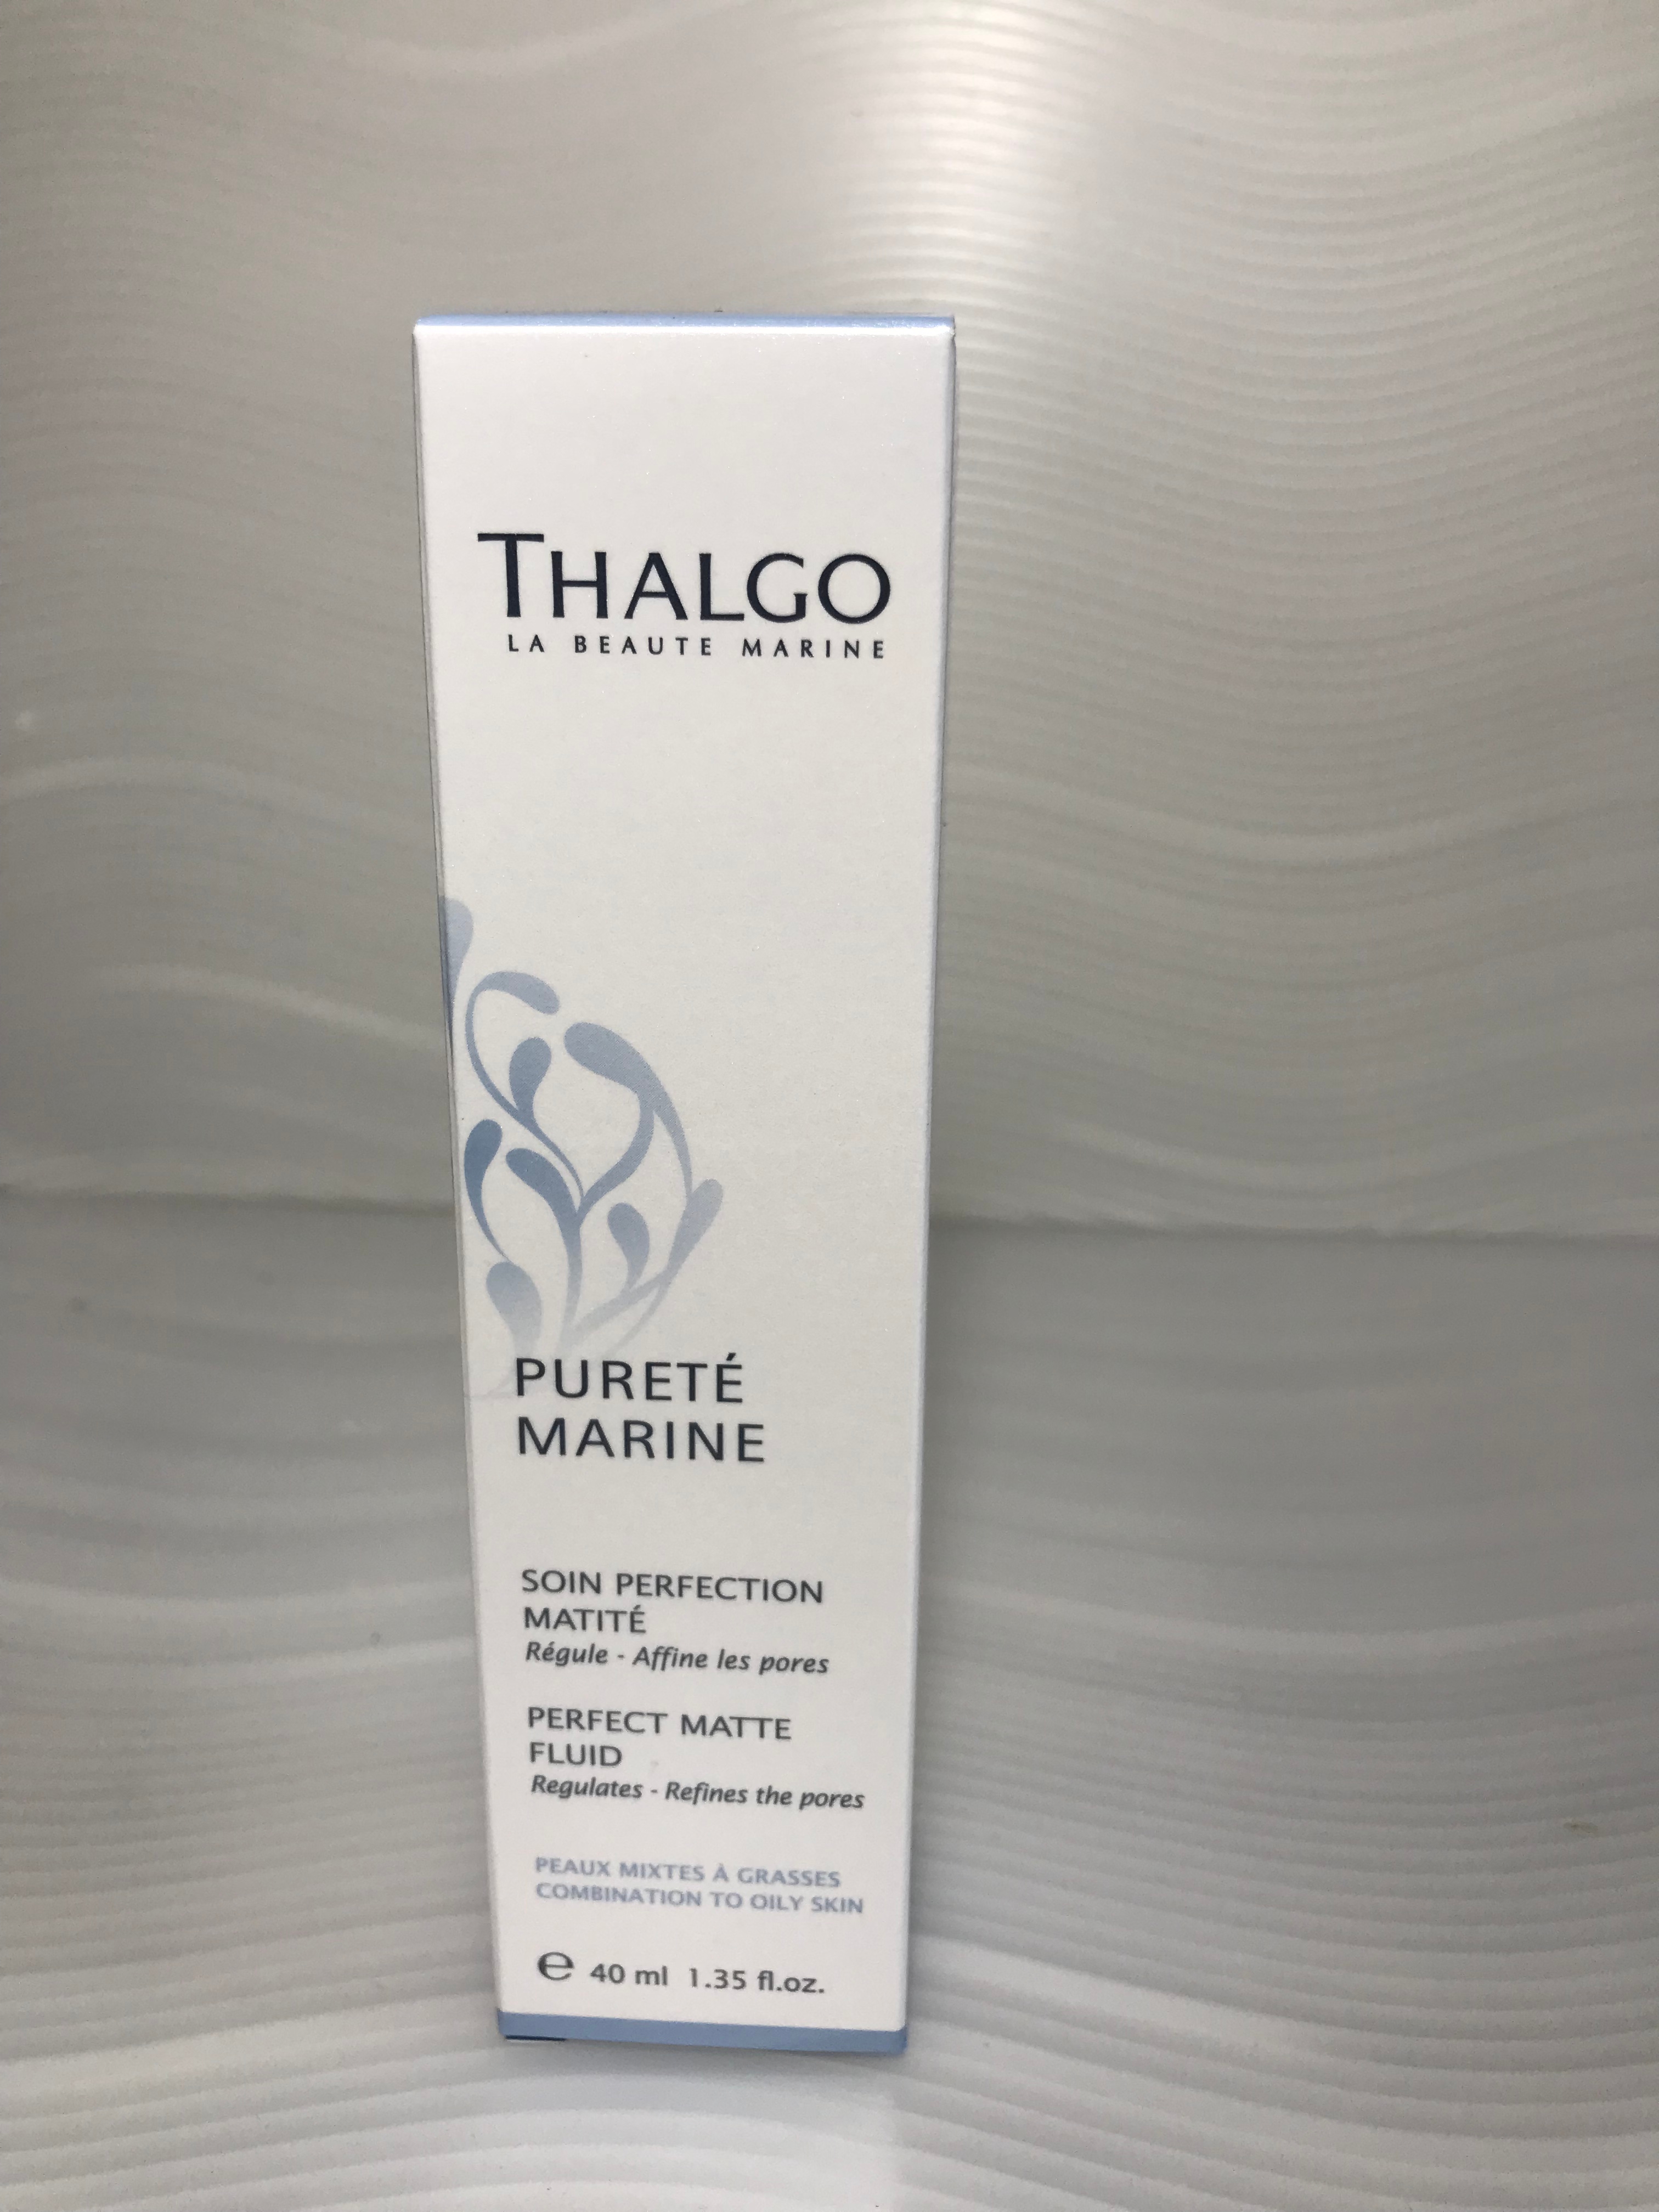 THALGO
LA BEAUTE MARINE
PURETÉ
MARINE
SOIN PERFECTION
MATITÉ
Régule - Affine les pores
PERFECT MATTE
FLUID
Regulates - Refines the pores
PEAUX MIXTES À GRASSES
COMBINATION TO OILY SKIN
℮ 40 ml 1.35 fl.oz.